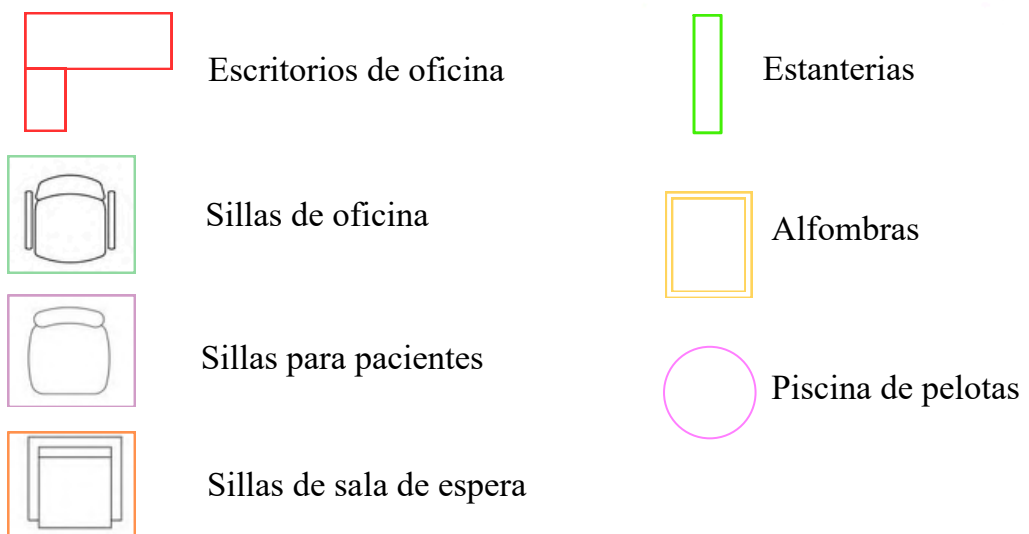 Escritorios de oficina
Estanterias
Sillas de oficina
Alfombras
Sillas para pacientes
Piscina de pelotas
Sillas de sala de espera